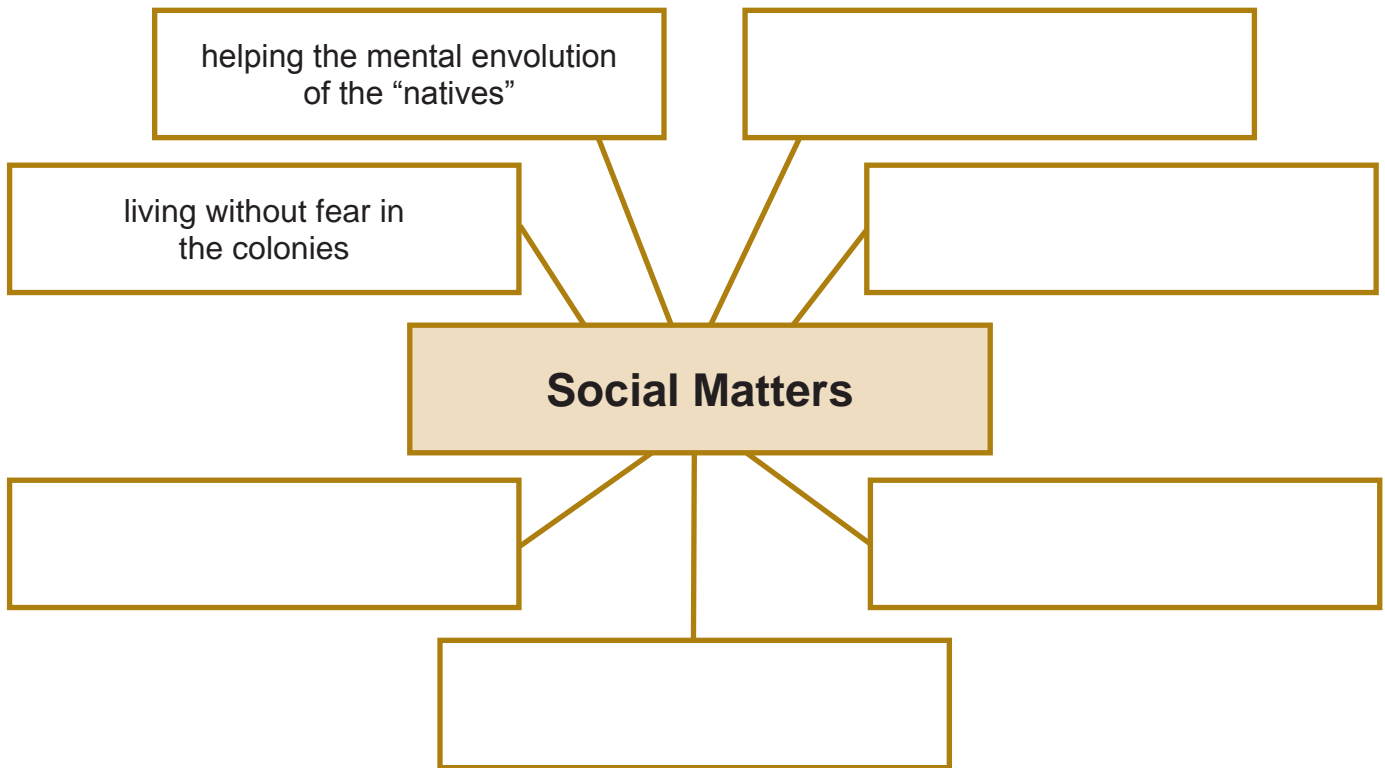 helping the mental envolution
of the “natives”
living without fear in
the colonies
Social Matters